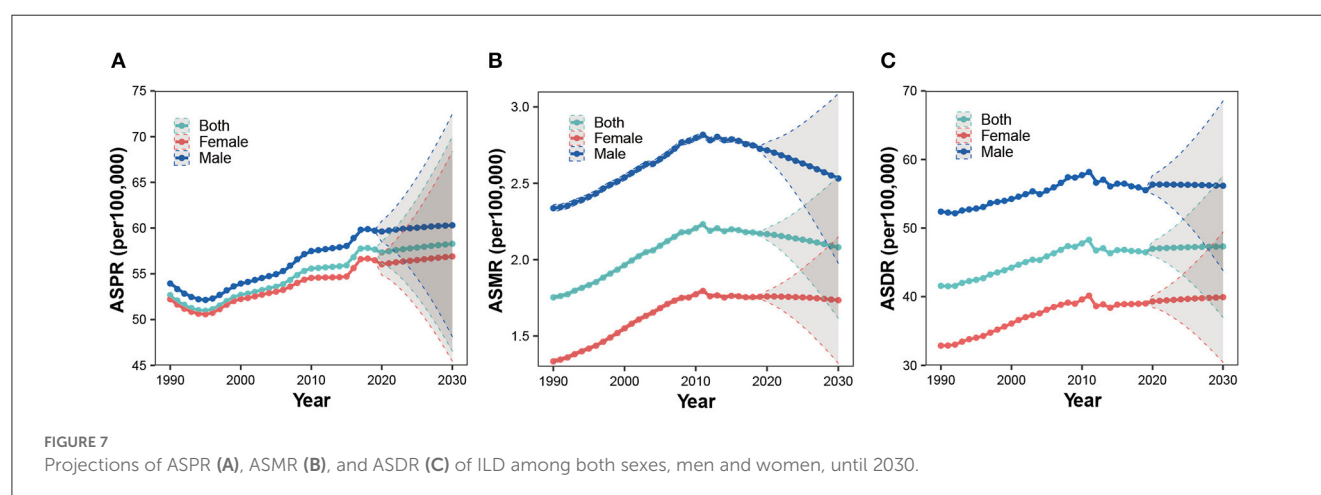 A
B
C
75
70
65
60
55
50
45
ASPR (per100,000)
Both
Female
Male
1990
2000
2010
2020
2030
Year
3.0
2.5
2.0
1.5
ASMR (per100,000)
Both
Female
Male
1990
2000
2010
2020
2030
Year
70
60
50
40
30
ASDR (per100,000)
Both
Female
Male
1990
2000
2010
2020
2030
Year
FIGURE 7
Projections of ASPR (A), ASMR (B), and ASDR (C) of ILD among both sexes, men and women, until 2030.